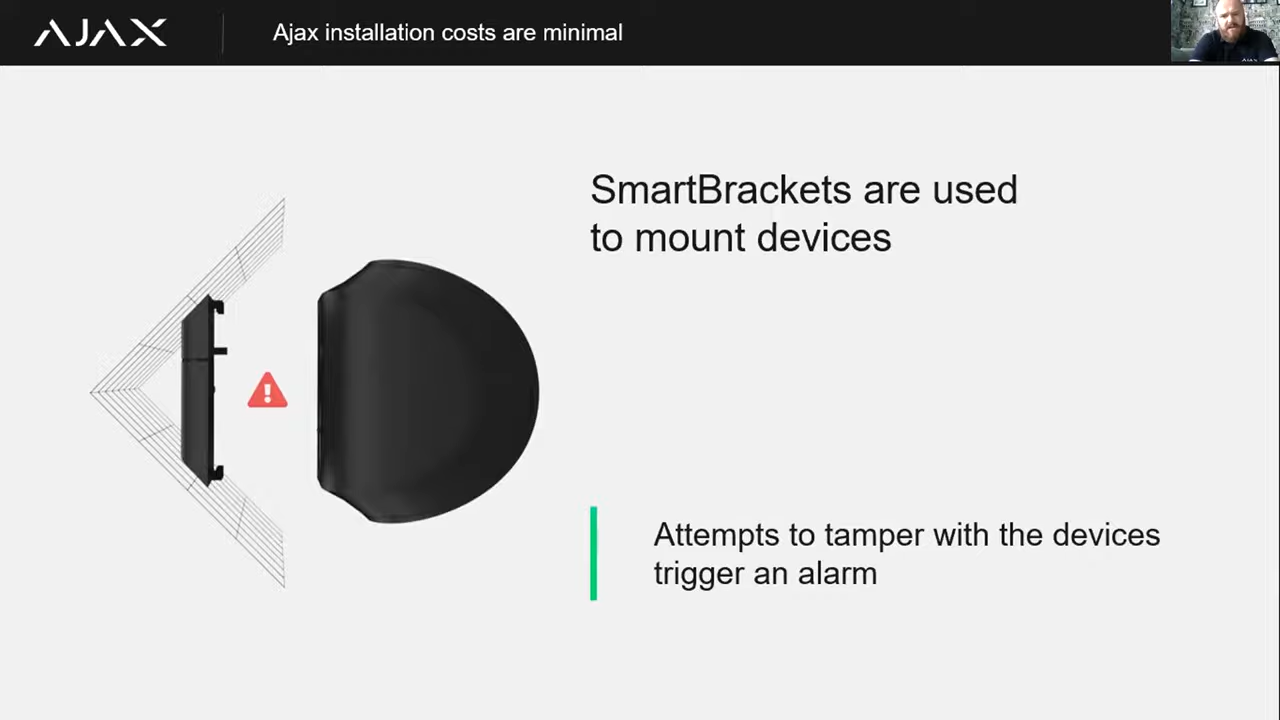 AJAX
Ajax installation costs are minimal
SmartBrackets are used
to mount devices
Attempts to tamper with the devices
trigger an alarm